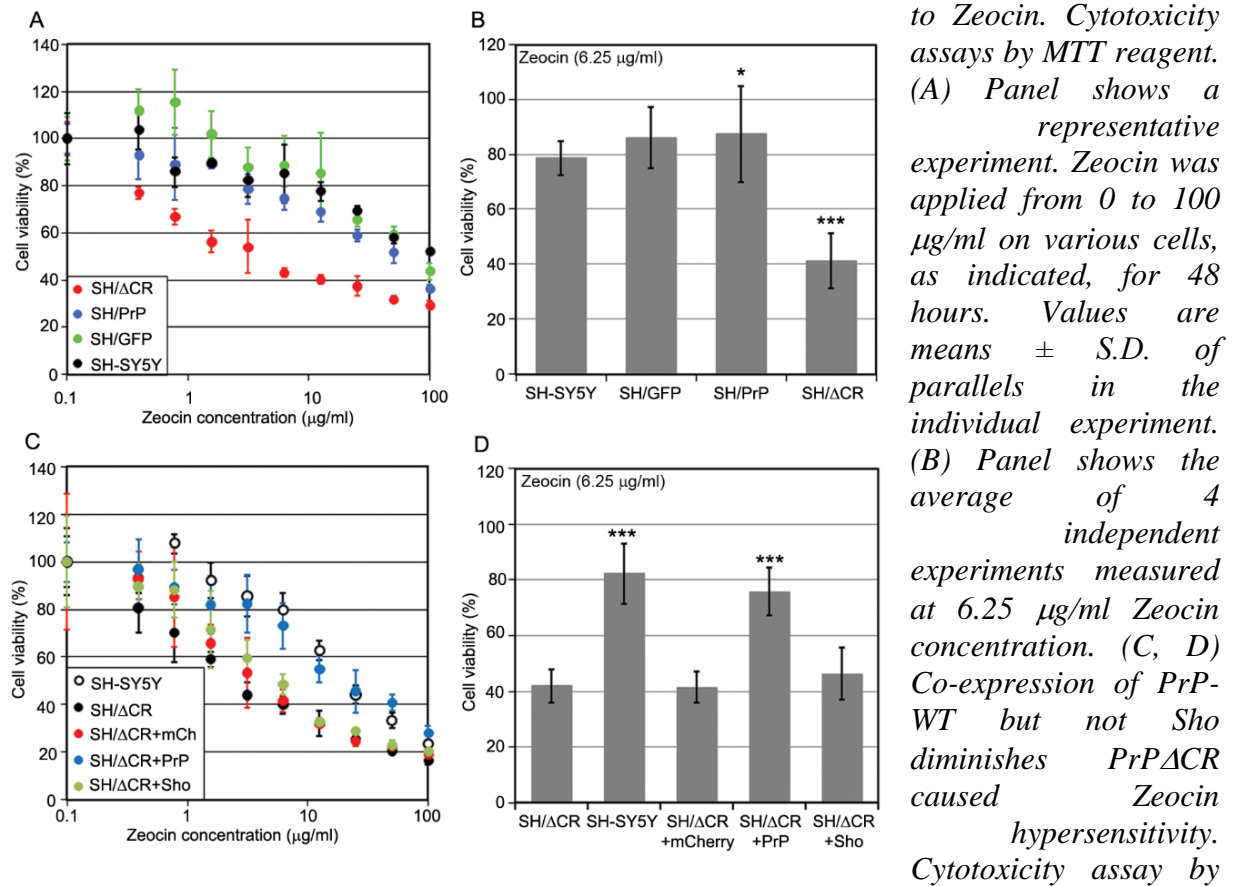 A
140
120
100
80
60
40
20
0
Cell viability (%)
SH/ΔCR
SH/PrP
SH/GFP
SH-SY5Y
0.1
1
10
100
Zeocin concentration (μg/ml)
B
120
100
80
60
40
20
0
Cell viability (%)
Zeocin (6.25 μg/ml)
*
***
SH-SY5Y
SH/GFP
SH/PrP
SH/ΔCR
C
140
120
100
80
60
40
20
0
Cell viability (%)
SH-SY5Y
SH/ΔCR
SH/ΔCR+mCh
SH/ΔCR+PrP
SH/ΔCR+Sho
0.1
1
10
100
Zeocin concentration (μg/ml)
D
120
100
80
60
40
20
0
Cell viability (%)
Zeocin (6.25 μg/ml)
***
***
SH/ΔCR
SH-SY5Y
SH/ΔCR
+mCherry
SH/ΔCR
+PrP
SH/ΔCR
+Sho
to Zeocin. Cytotoxicity
assays by MTT reagent.
(A) Panel shows a
representative
experiment. Zeocin was
applied from 0 to 100
μg/ml on various cells,
as indicated, for 48
hours. Values are
means ± S.D. of
parallels in the
individual experiment.
(B) Panel shows the
average of 4
independent
experiments measured
at 6.25 μg/ml Zeocin
concentration. (C, D)
Co-expression of PrP-
WT but not Sho
diminishes PrPΔCR
caused Zeocin
hypersensitivity.
Cytotoxicity assay by